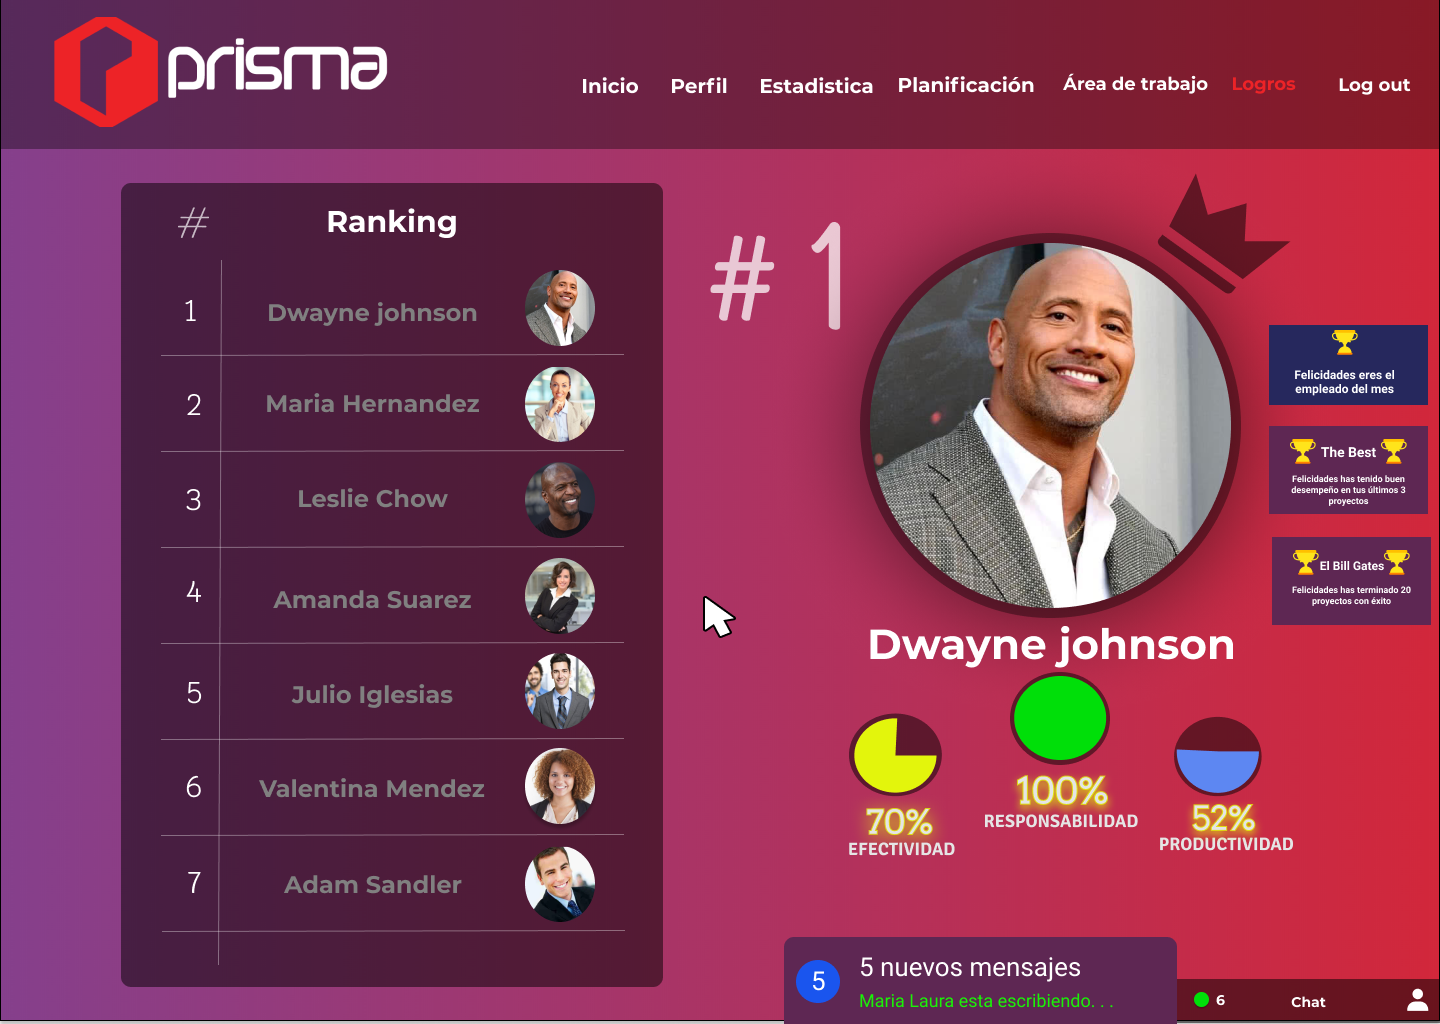 prisma
Inicio Perfil Estadistica Planificación Área de trabajo Logros Log out
# Ranking
1 Dwayne johnson
2 Maria Hernandez
3 Leslie Chow
4 Amanda Suarez
5 Julio Iglesias
6 Valentina Mendez
7 Adam Sandler
# 1
Felicidades eres el
empleado del mes
The Best
Felicidades has tenido buen
desempeño en tus últimos 3
proyectos
El Bill Gates
Felicidades has terminado 20
proyectos con éxito
Dwayne johnson
70%
EFECTIVIDAD
100%
RESPONSABILIDAD
52%
PRODUCTIVIDAD
5
5 nuevos mensajes
Maria Laura esta escribiendo. . .
6 Chat